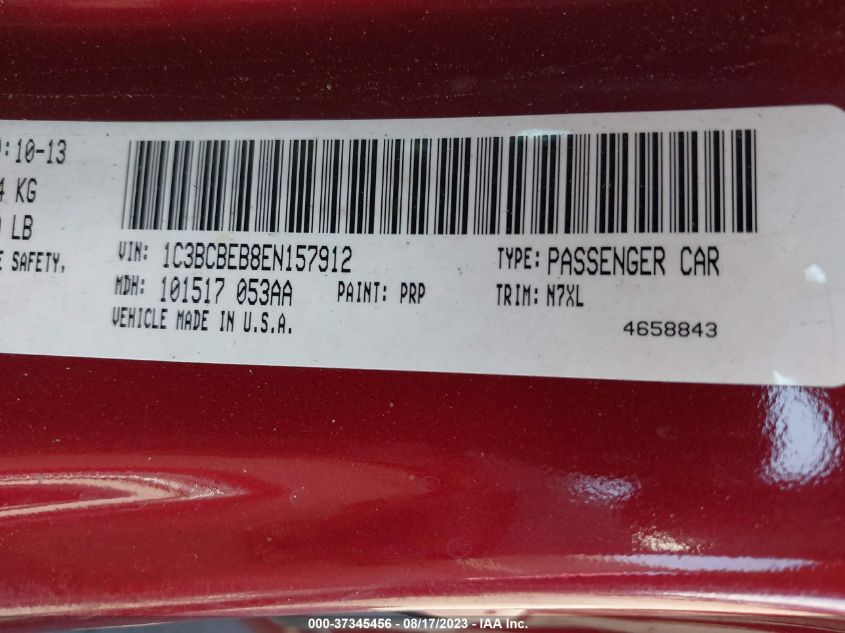 :10-13
KG
LB
SAFETY,
VIN: 1C3BCBEB8EN157912
TYPE: PASSENGER CAR
MDH: 101517 053AA PAINT: PRP
TRIM: N7XL
VEHICLE MADE IN U.S.A.
4658843
000-37345456 - 08/17/2023 - © IAA, Inc.